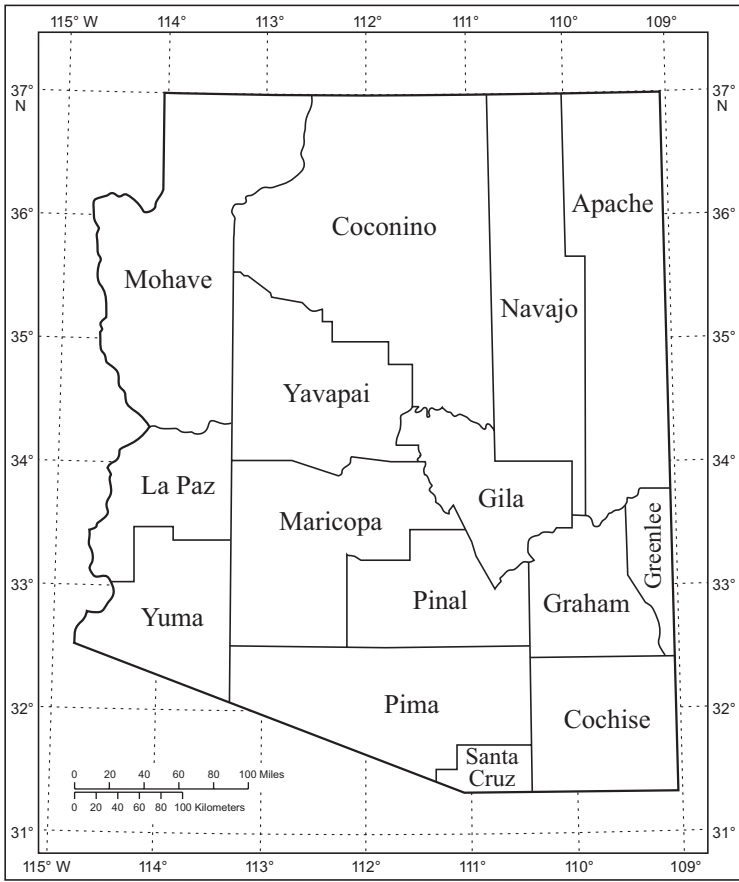 115° W 114° 113° 112° 111° 110° 109°
37°
N
37°
N
36° 36°
Apache
Coconino
Mohave
Navajo
35° 35°
Yavapai
34° 34°
La Paz
Gila
Maricopa
Greenlee
33° 33°
Pinal
Graham
Yuma
32° 32°
Pima
Cochise
Santa
Cruz
0 20 40 60 80 100 Miles
0 20 40 60 80 100 Kilometers
31° 31°
115° W 114° 113° 112° 111° 110° 109°